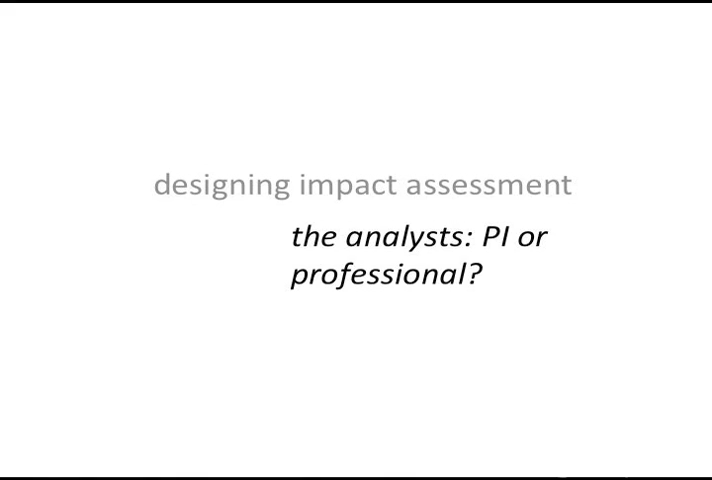 designing impact assessment
the analysts: PI or
professional?